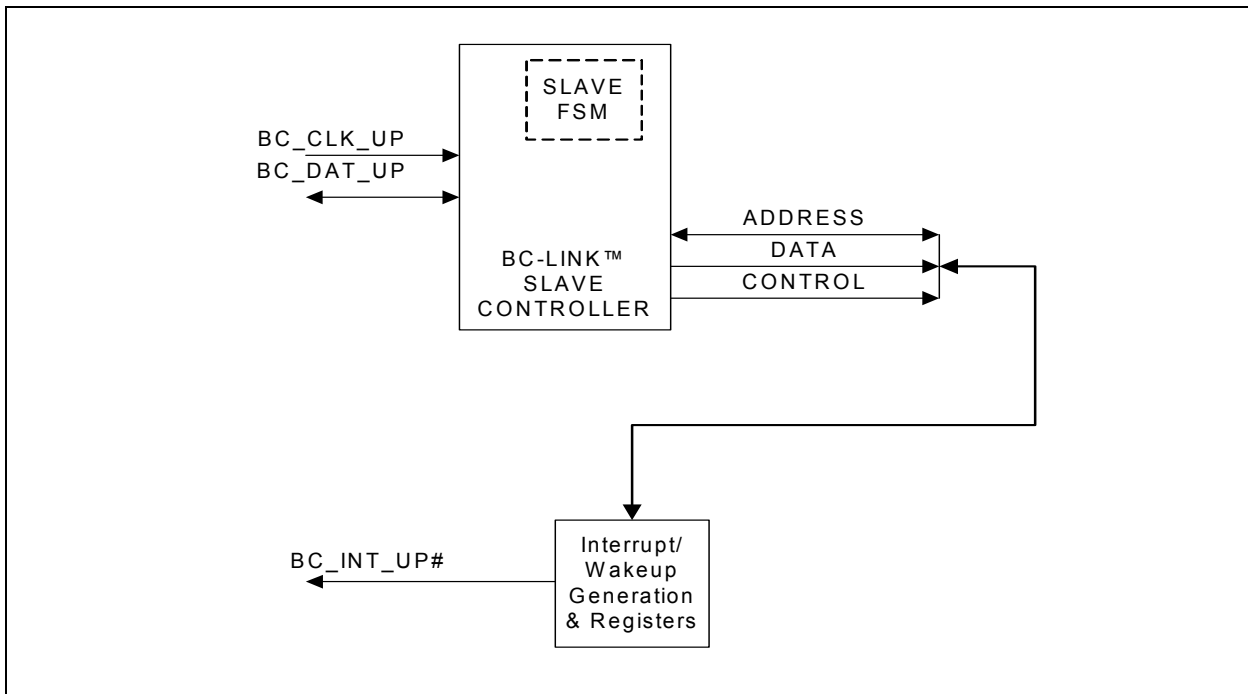 SLAVE
FSM
BC_CLK_UP
BC_DAT_UP
ADDRESS
DATA
CONTROL
BC-LINK™
SLAVE
CONTROLLER
BC_INT_UP#
Interrupt/
Wakeup
Generation
& Registers